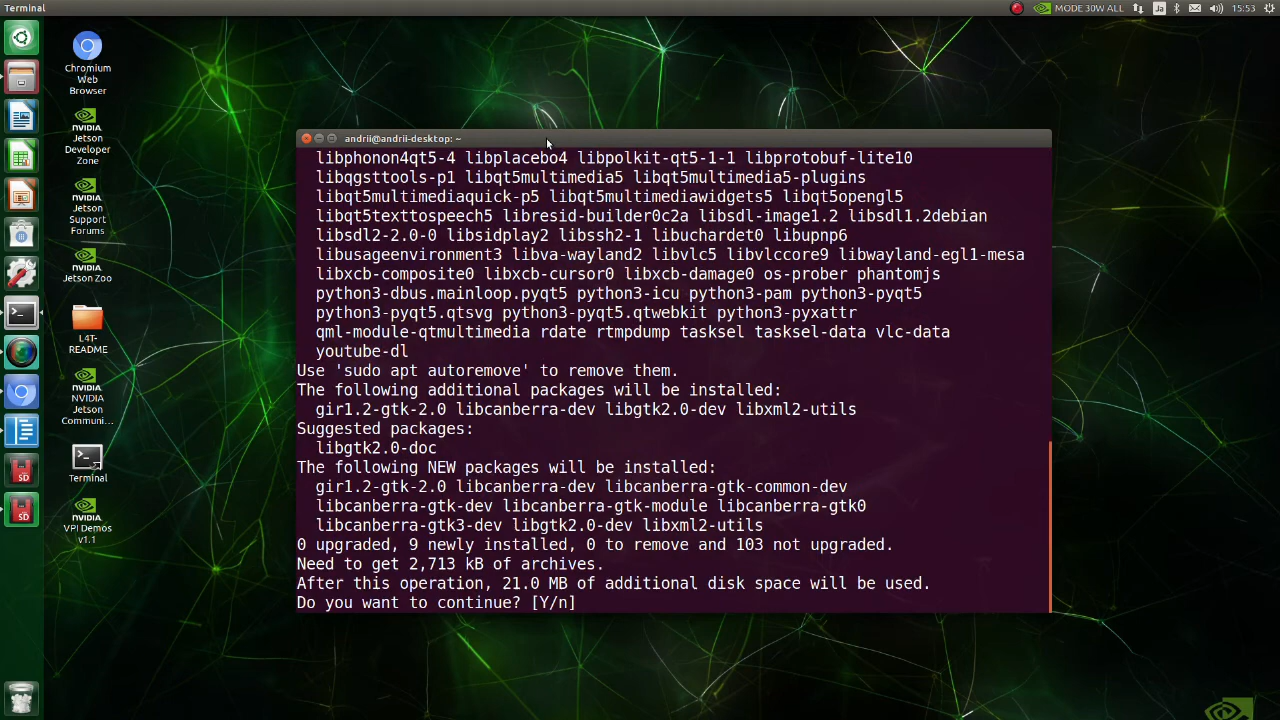 Terminal
MODE 30W ALL
Ja
15:53
Chromium
Web
Browser
NVIDIA.
Jetson
Developer
Zone
NVIDIA.
Jetson
Support
Forums
NVIDIA.
Jetson Zoo
L4T-
README
NVIDIA.
NVIDIA
Jetson
Communi...
Terminal
NVIDIA.
VPI Demos
v1.1
SD
SD
andrii@andrii-desktop: ~
libphonon4qt5-4 libplacebo4 libpolkit-qt5-1-1 libprotobuf-lite10
libqgsttools-p1 libqt5multimedia5 libqt5multimedia5-plugins
libqt5multimediaquick-p5 libqt5multimediawidgets5 libqt5opengl5
libqt5texttospeech5 libresid-builder0c2a libsdl-image1.2 libsdl1.2debian
libsdl2-2.0-0 libsidplay2 libssh2-1 libuchardet0 libupnp6
libusageenvironment3 libva-wayland2 libvlc5 libvlccore9 libwayland-egl1-mesa
libxcb-composite0 libxcb-cursor0 libxcb-damage0 os-prober phantomjs
python3-dbus.mainloop.pyqt5 python3-icu python3-pam python3-pyqt5
python3-pyqt5.qtsvg python3-pyqt5.qtwebkit python3-pyxattr
qml-module-qtmultimedia rdate rtmpdump tasksel tasksel-data vlc-data
youtube-dl
Use 'sudo apt autoremove' to remove them.
The following additional packages will be installed:
gir1.2-gtk-2.0 libcanberra-dev libgtk2.0-dev libxml2-utils
Suggested packages:
libgtk2.0-doc
The following NEW packages will be installed:
gir1.2-gtk-2.0 libcanberra-dev libcanberra-gtk-common-dev
libcanberra-gtk-dev libcanberra-gtk-module libcanberra-gtk0
libcanberra-gtk3-dev libgtk2.0-dev libxml2-utils
0 upgraded, 9 newly installed, 0 to remove and 103 not upgraded.
Need to get 2,713 kB of archives.
After this operation, 21.0 MB of additional disk space will be used.
Do you want to continue? [Y/n]